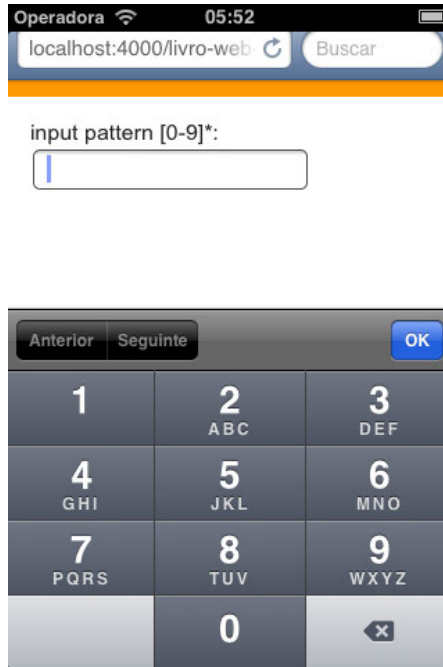 Operadora 05:52
localhost:4000/livro-web Buscar
input pattern [0-9]*:
Anterior Seguinte OK
1 2 3
ABC DEF
4 5 6
GHI JKL MNO
7 8 9
PQRS TUV WXYZ
0